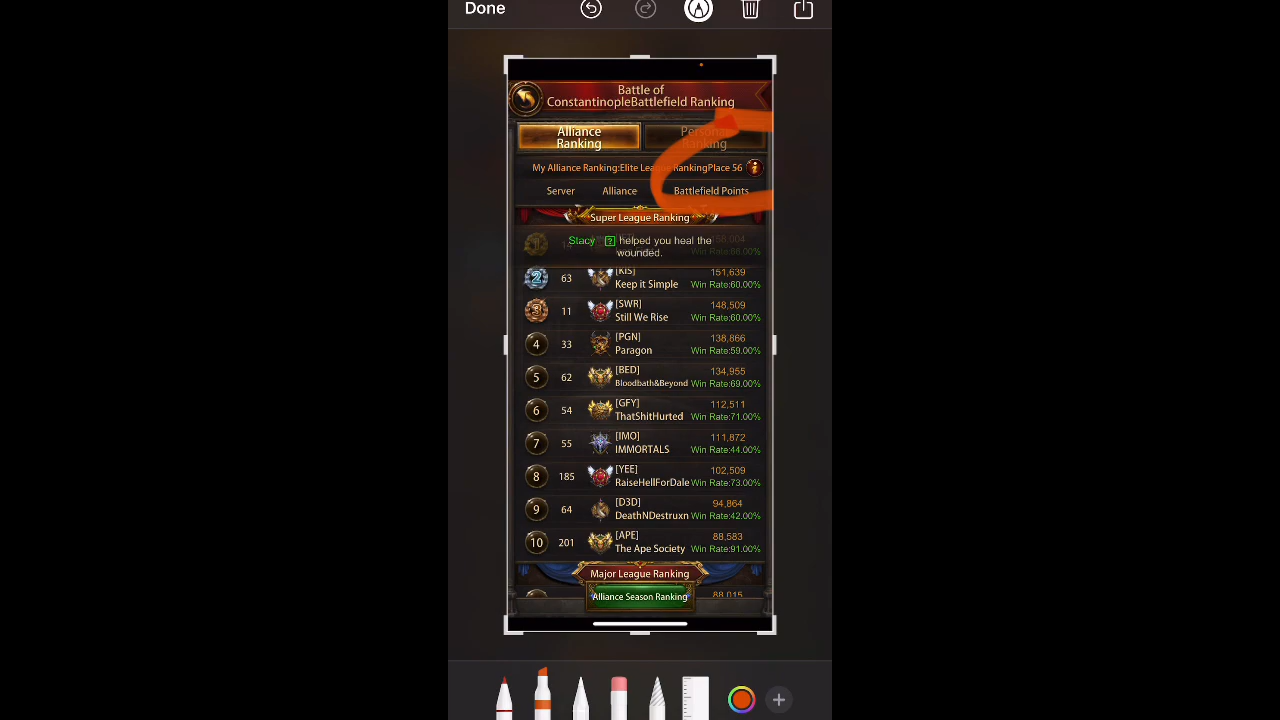 Done
Battle of
ConstantinopleBattlefield Ranking
Alliance
Ranking
Personal
Ranking
My Alliance Ranking:Elite League RankingPlace 56
Server Alliance Battlefield Points
Super League Ranking
Stacy ? helped you heal the
wounded.
2 63 [KIS] Keep it Simple 151,639
Win Rate:60.00%
3 11 [SWR] Still We Rise 148,509
Win Rate:60.00%
4 33 [PGN] Paragon 138,866
Win Rate:59.00%
5 62 [BED] Bloodbath&Beyond 134,955
Win Rate:69.00%
6 54 [GFY] ThatShitHurted 112,511
Win Rate:71.00%
7 55 [IMO] IMMORTALS 111,872
Win Rate:44.00%
8 185 [YEE] RaiseHellForDale 102,509
Win Rate:73.00%
9 64 [D3D] DeathNDestruxn 94,864
Win Rate:42.00%
10 201 [APE] The Ape Society 88,583
Win Rate:91.00%
Major League Ranking
88,015
Alliance Season Ranking